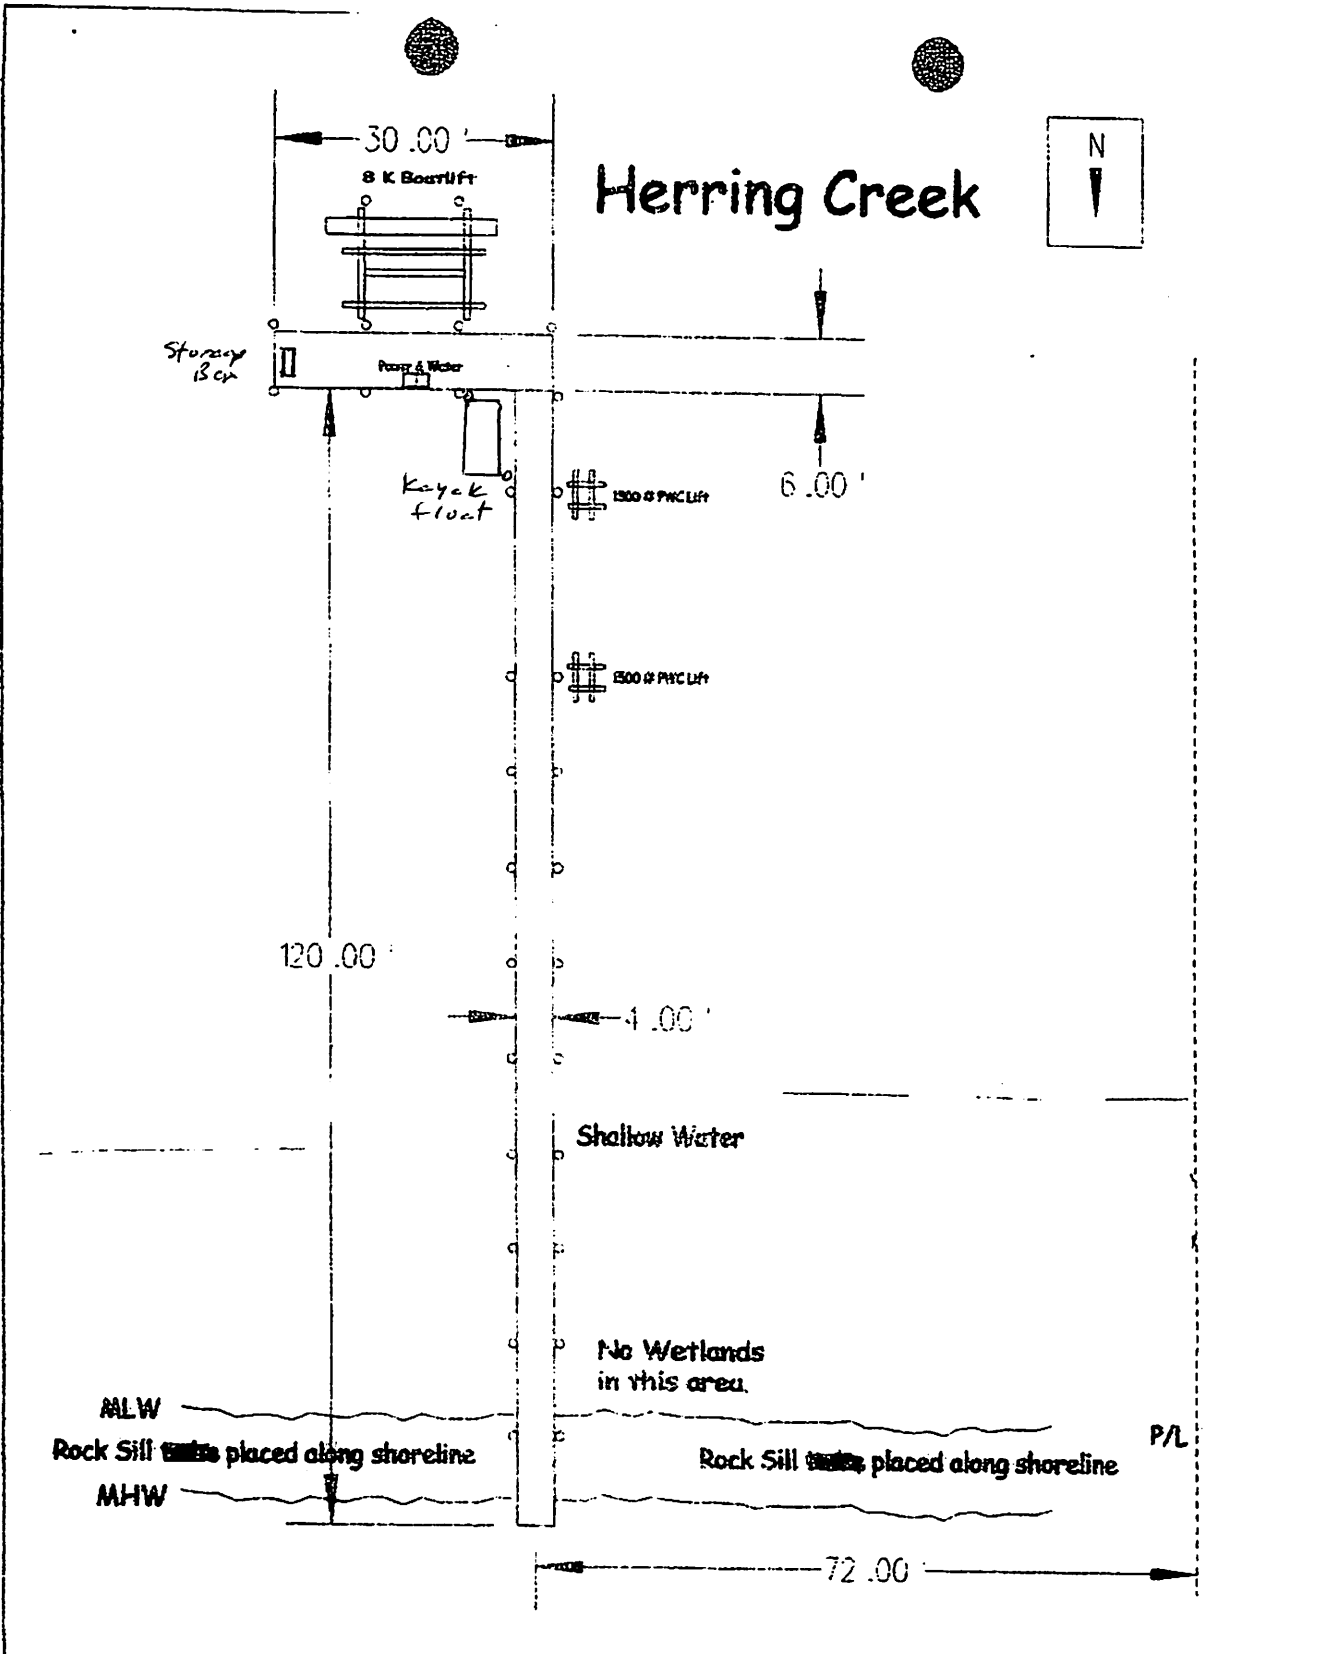 30.00'
8 K Boatlift
Herring Creek
N
Storage
Power & Water
6.00'
Kayak
float
1500 # PWC Lift
1500 # PWC Lift
120.00'
4.00'
Shallow Water
No Wetlands
in this area.
MLW
P/L
Rock Sill placed along shoreline
Rock Sill placed along shoreline
MHW
72.00'